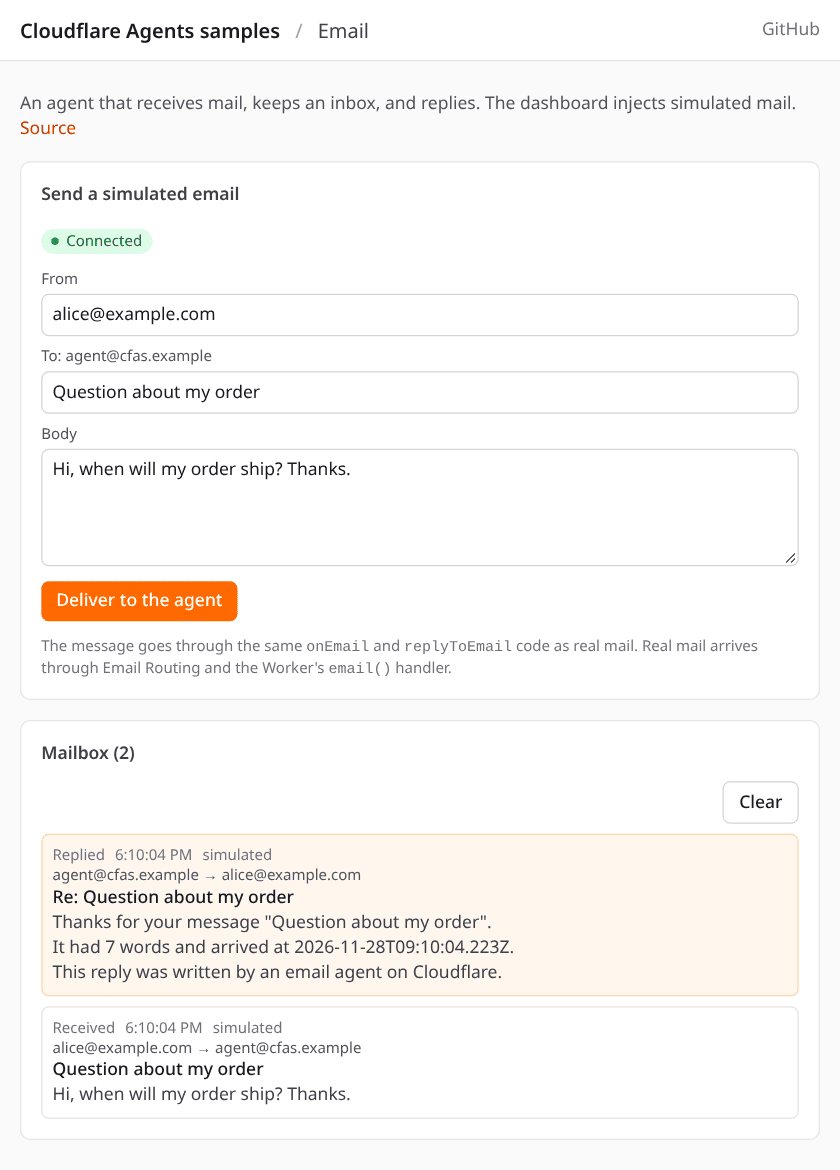 Cloudflare Agents samples / Email
GitHub
An agent that receives mail, keeps an inbox, and replies. The dashboard injects simulated mail.
Source
Send a simulated email
Connected
From
alice@example.com
To: agent@cfas.example
Question about my order
Body
Hi, when will my order ship? Thanks.
Deliver to the agent
The message goes through the same onEmail and replyToEmail code as real mail. Real mail arrives
through Email Routing and the Worker's email() handler.
Mailbox (2)
Clear
Replied 6:10:04 PM simulated
agent@cfas.example → alice@example.com
Re: Question about my order
Thanks for your message "Question about my order".
It had 7 words and arrived at 2026-11-28T09:10:04.223Z.
This reply was written by an email agent on Cloudflare.
Received 6:10:04 PM simulated
alice@example.com → agent@cfas.example
Question about my order
Hi, when will my order ship? Thanks.